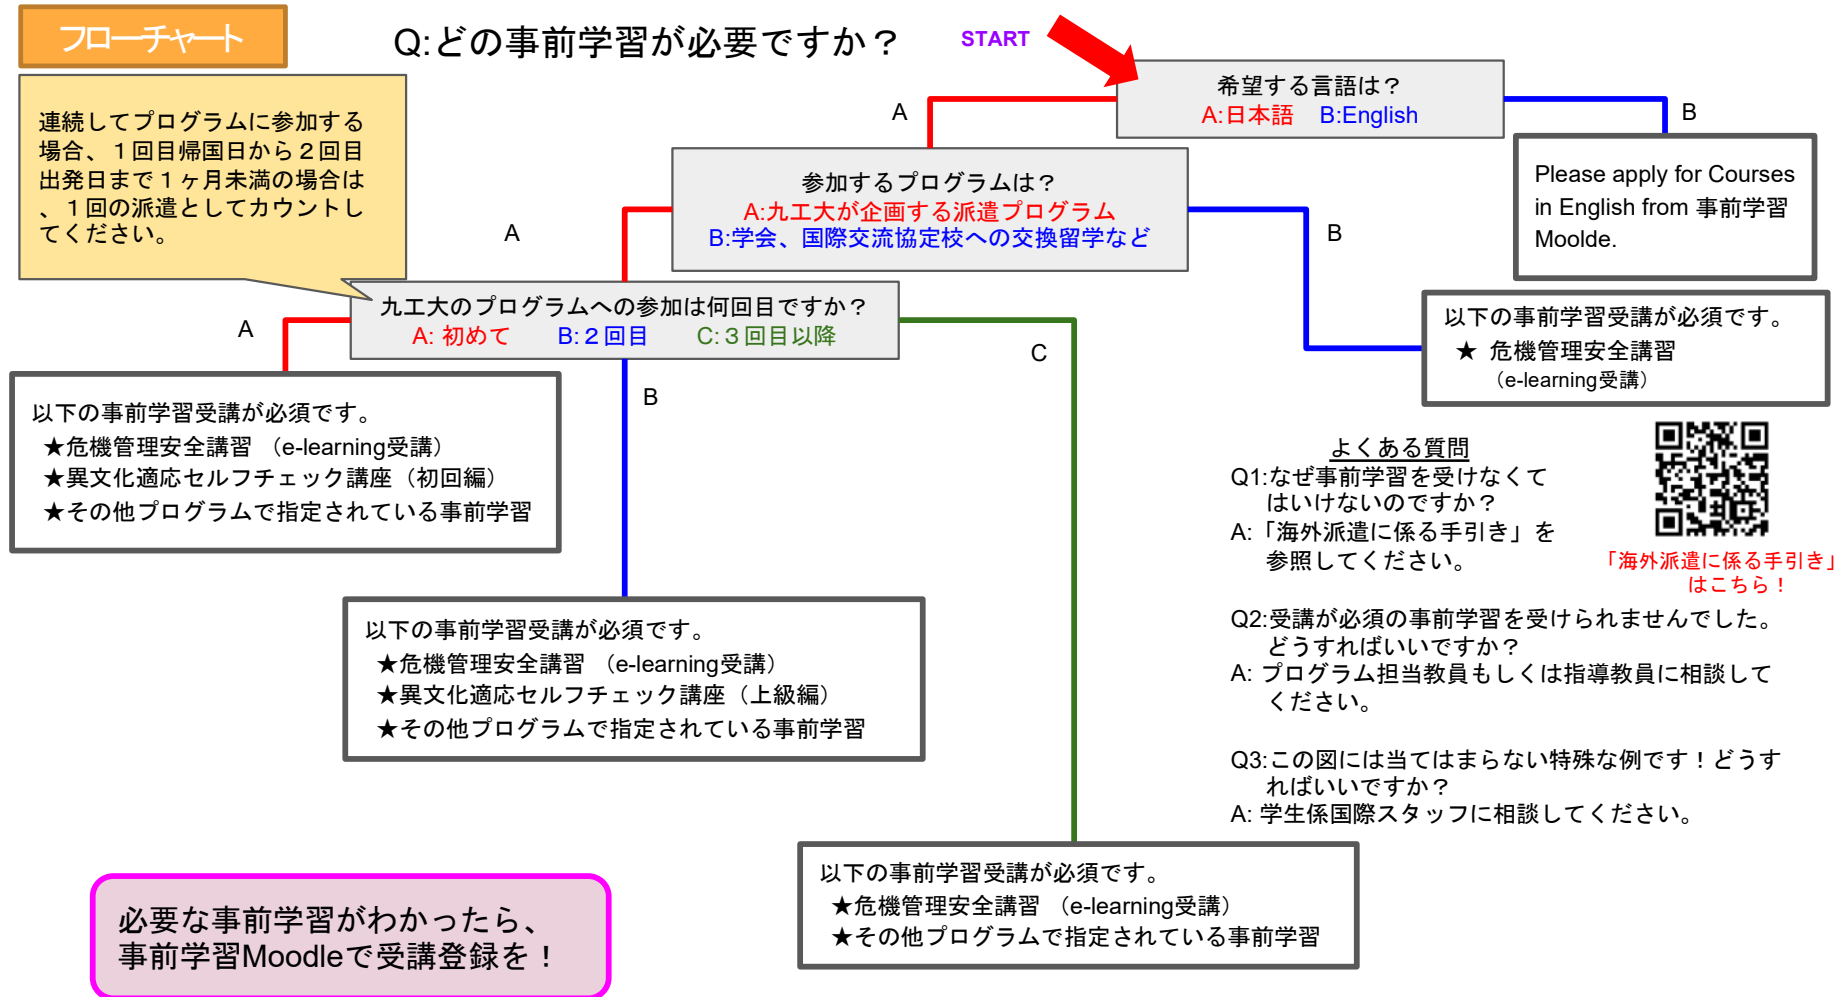 フローチャート
Q:どの事前学習が必要ですか？
START
希望する言語は？
A:日本語 B:English
A
B
連続してプログラムに参加する
場合、１回目帰国日から２回目
出発日まで１ヶ月未満の場合は
、１回の派遣としてカウントし
てください。
参加するプログラムは？
A:九工大が企画する派遣プログラム
B:学会、国際交流協定校への交換留学など
Please apply for Courses
in English from 事前学習
Moolde.
A
B
九工大のプログラムへの参加は何回目ですか？
A: 初めて B:２回目 C:３回目以降
A
B
C
以下の事前学習受講が必須です。
★ 危機管理安全講習
（e-learning受講）
以下の事前学習受講が必須です。
★危機管理安全講習 （e-learning受講）
★異文化適応セルフチェック講座（初回編）
★その他プログラムで指定されている事前学習
以下の事前学習受講が必須です。
★危機管理安全講習 （e-learning受講）
★異文化適応セルフチェック講座（上級編）
★その他プログラムで指定されている事前学習
以下の事前学習受講が必須です。
★危機管理安全講習 （e-learning受講）
★その他プログラムで指定されている事前学習
よくある質問
Q1:なぜ事前学習を受けなくて
はいけないのですか？
A:「海外派遣に係る手引き」を
参照してください。
「海外派遣に係る手引き」
はこちら！
Q2:受講が必須の事前学習を受けられませんでした。
どうすればいいですか？
A: プログラム担当教員もしくは指導教員に相談して
ください。
Q3:この図には当てはまらない特殊な例です！どうす
ればいいですか？
A: 学生係国際スタッフに相談してください。
必要な事前学習がわかったら、
事前学習Moodleで受講登録を！